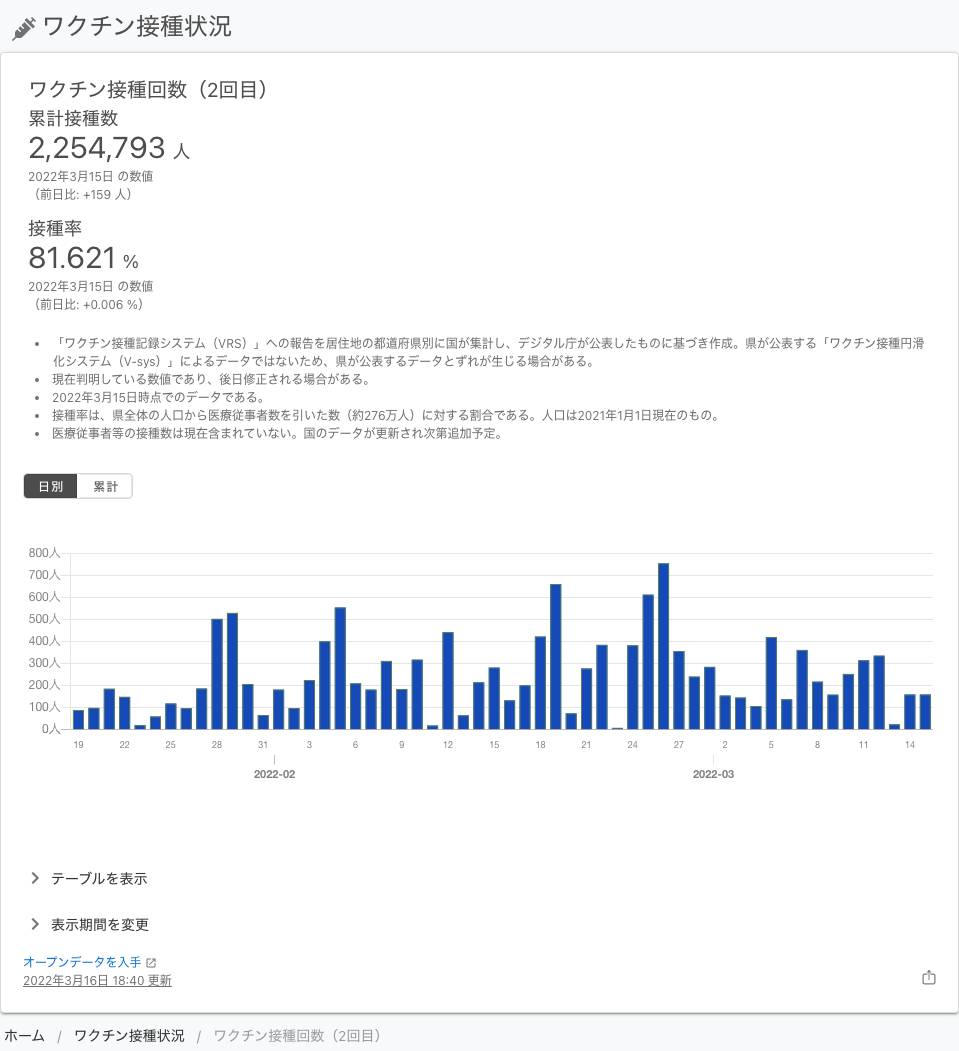 ワクチン接種状況
ワクチン接種回数（2回目）
累計接種数
2,254,793 人
2022年3月15日 の数値
（前日比: +159 人）
接種率
81.621 %
2022年3月15日 の数値
（前日比: +0.006 %）
• 「ワクチン接種記録システム（VRS）」への報告を居住地の都道府県別に国が集計し、デジタル庁が公表したものに基づき作成。県が公表する「ワクチン接種円滑
化システム（V-sys）」によるデータではないため、県が公表するデータとずれが生じる場合がある。
• 現在判明している数値であり、後日修正される場合がある。
• 2022年3月15日時点でのデータである。
• 接種率は、県全体の人口から医療従事者数を引いた数（約276万人）に対する割合である。人口は2021年1月1日現在のもの。
• 医療従事者等の接種数は現在含まれていない。国のデータが更新され次第追加予定。
日別 累計
800人
700人
600人
500人
400人
300人
200人
100人
0人
19 22 25 28 31 3 6 9 12 15 18 21 24 27 2 5 8 11 14
2022-02 2022-03
テーブルを表示
表示期間を変更
オープンデータを入手
2022年3月16日 18:40 更新
ホーム / ワクチン接種状況 / ワクチン接種回数（2回目）